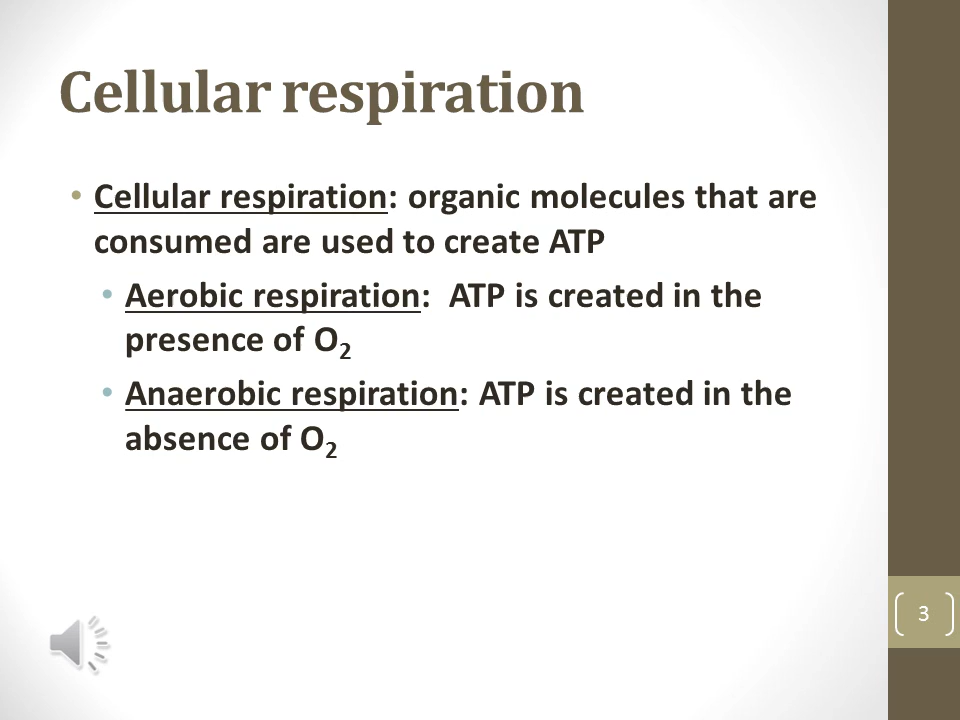 Cellular respiration
• Cellular respiration: organic molecules that are
consumed are used to create ATP
• Aerobic respiration:  ATP is created in the
presence of O₂
• Anaerobic respiration: ATP is created in the
absence of O₂
3